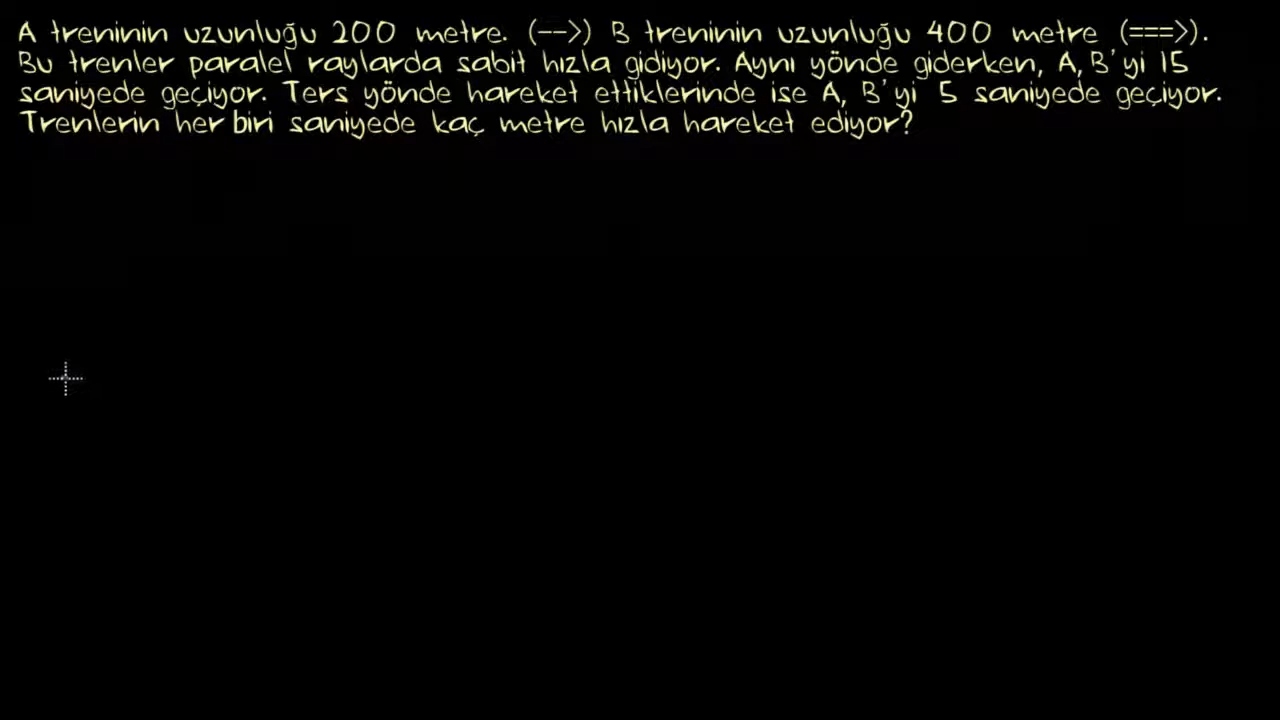 A treninin uzunluğu 200 metre. (-->) B treninin uzunluğu 400 metre (===>).
Bu trenler paralel raylarda sabit hızla gidiyor. Aynı yönde giderken, A, B'yi 15
saniyede geçiyor. Ters yönde hareket ettiklerinde ise A, B'yi 5 saniyede geçiyor.
Trenlerin her biri saniyede kaç metre hızla hareket ediyor?